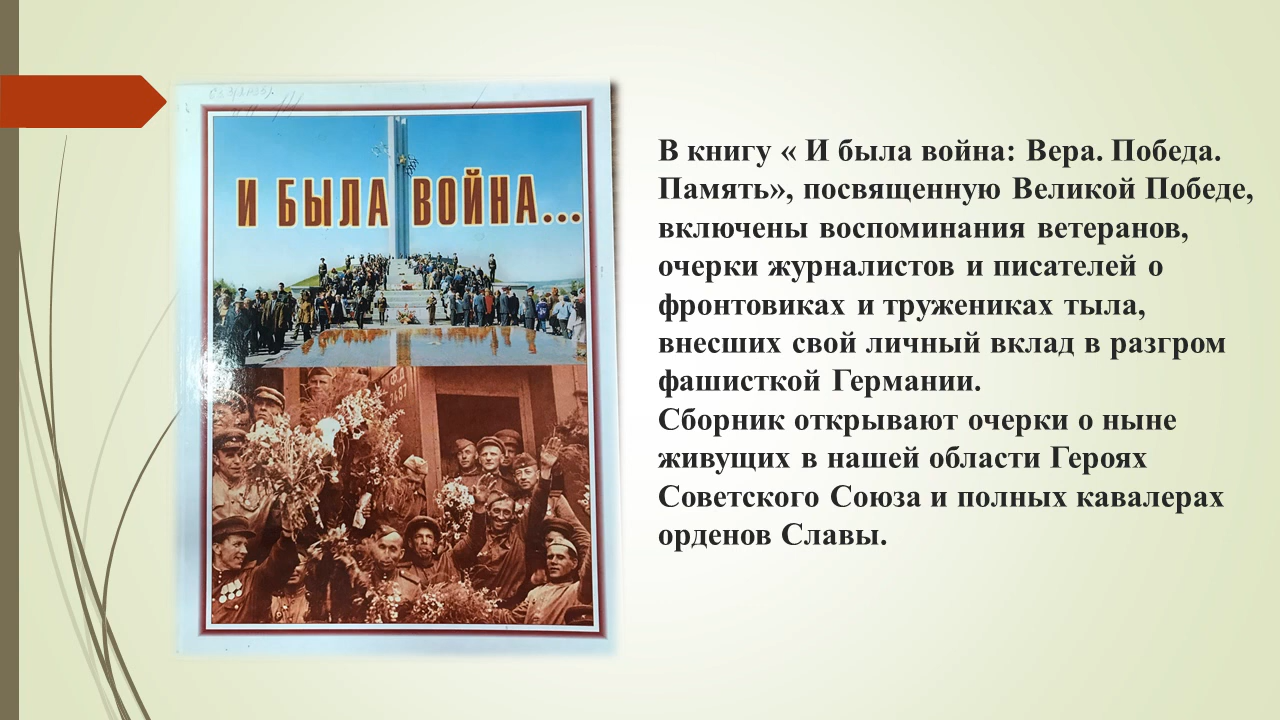 И БЫЛА ВОЙНА...
В книгу « И была война: Вера. Победа.
Память», посвященную Великой Победе,
включены воспоминания ветеранов,
очерки журналистов и писателей о
фронтовиках и тружениках тыла,
внесших свой личный вклад в разгром
фашисткой Германии.
Сборник открывают очерки о ныне
живущих в нашей области Героях
Советского Союза и полных кавалерах
орденов Славы.